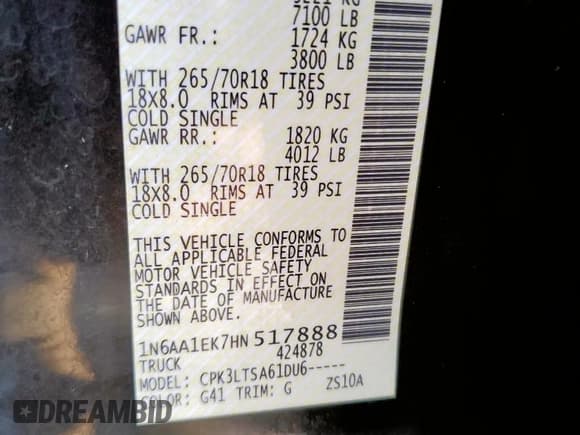 7100 LB
GAWR FR.: 1724 KG
3800 LB
WITH 265/70R18 TIRES
18X8.0 RIMS AT 39 PSI
COLD SINGLE
GAWR RR.: 1820 KG
4012 LB
WITH 265/70R18 TIRES
18X8.0 RIMS AT 39 PSI
COLD SINGLE
THIS VEHICLE CONFORMS TO
ALL APPLICABLE FEDERAL
MOTOR VEHICLE SAFETY
STANDARDS IN EFFECT ON
THE DATE OF MANUFACTURE
SHOWN ABOVE.
1N6AA1EK7HN517888
TRUCK 424878
MODEL: CPK3LTSA61DU6-----
COLOR: G41 TRIM: G ZS10A
DREAMBID